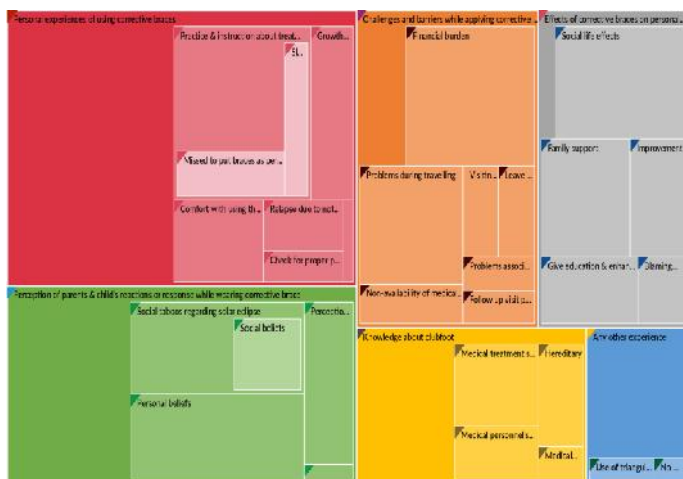 Personal experiences of using corrective braces
Practice & instruction about treat...
Growth...
Missed to put braces as per...
Comfort with using th...
Relapse due to not...
Check for proper p...
Challenges and barriers while applying corrective ...
Financial burden
Problems during travelling
Visitin...
Leave ...
Problems associ...
Non-availability of medica...
Follow up visit p...
Effects of corrective braces on persona...
Social life effects
Family support
Improvement
Give education & enhan...
Blaming...
Perception of parents & child's reactions or response while wearing corrective brace
Social taboos regarding solar eclipse
Social beliefs
Perceptio...
Personal beliefs
Knowledge about clubfoot
Medical treatment s...
Hereditary
Medical personnel s...
Medical...
Any other experience
Use of triangul...
No ...